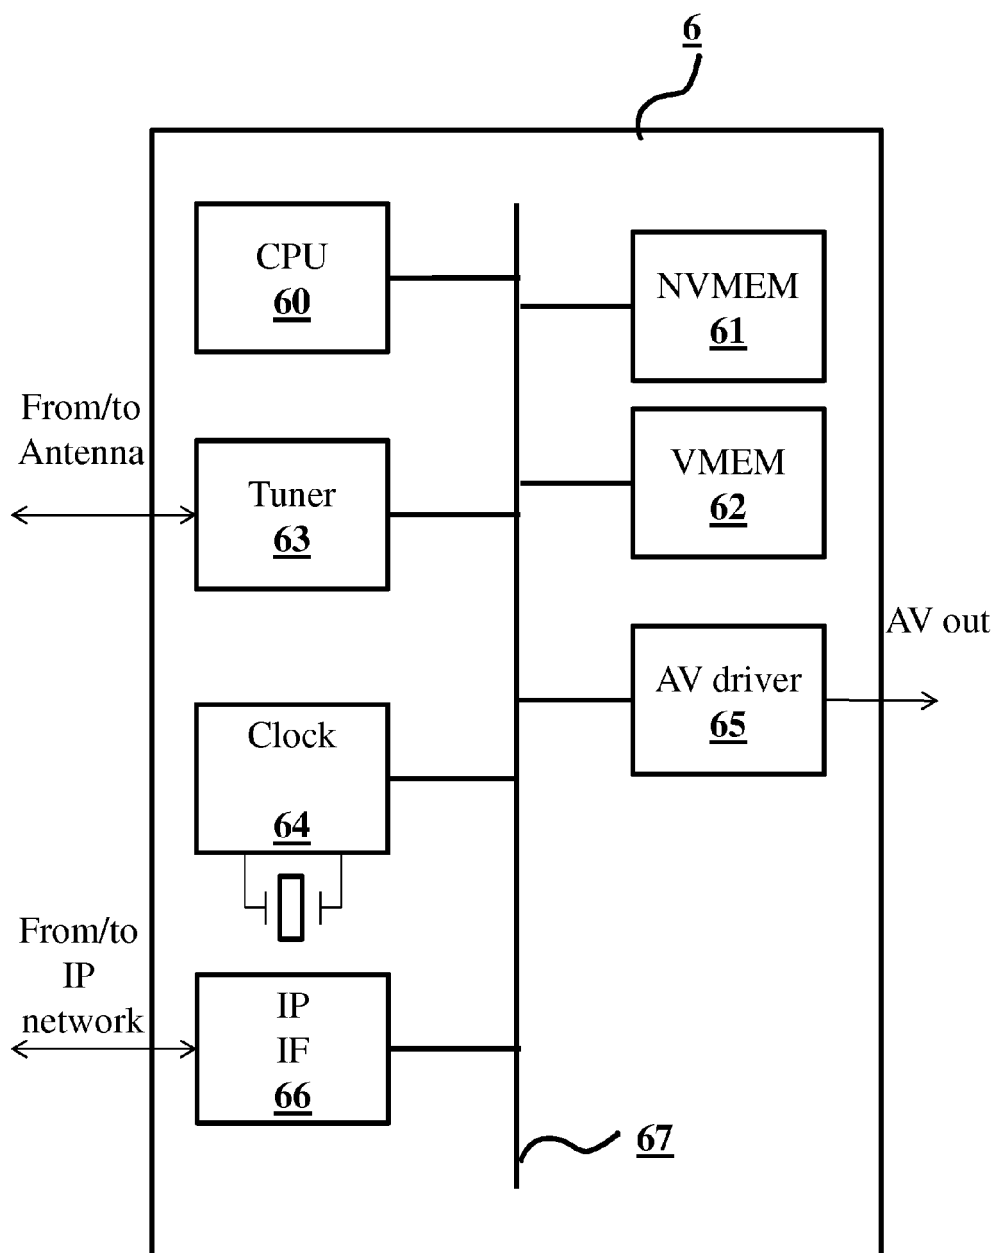 6
CPU
60
NVMEM
61
From/to
Antenna
VMEM
62
Tuner
63
AV out
AV driver
65
Clock
64
From/to
IP
network
IP
IF
66
67